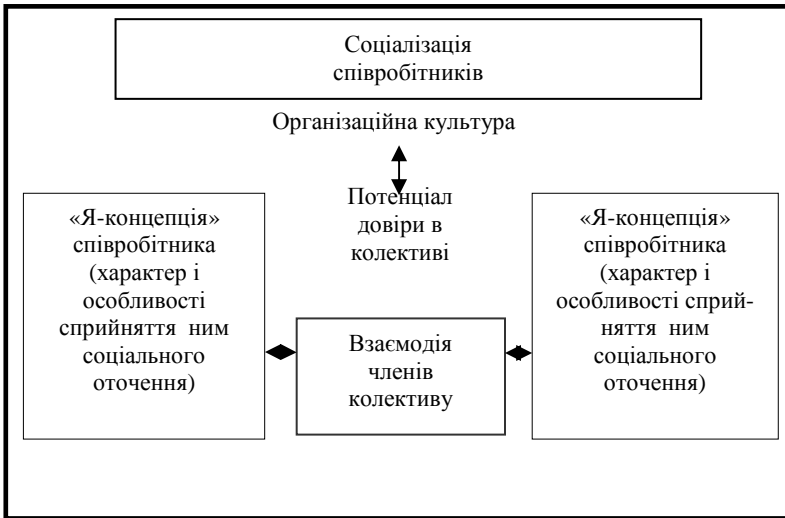 Соціалізація
співробітників
Організаційна культура
Потенціал
довіри в
колективі
«Я-концепція»
співробітника
(характер і
особливості
сприйняття ним
соціального
оточення)
Взаємодія
членів
колективу
«Я-концепція»
співробітника
(характер і
особливості сприй-
няття ним
соціального
оточення)